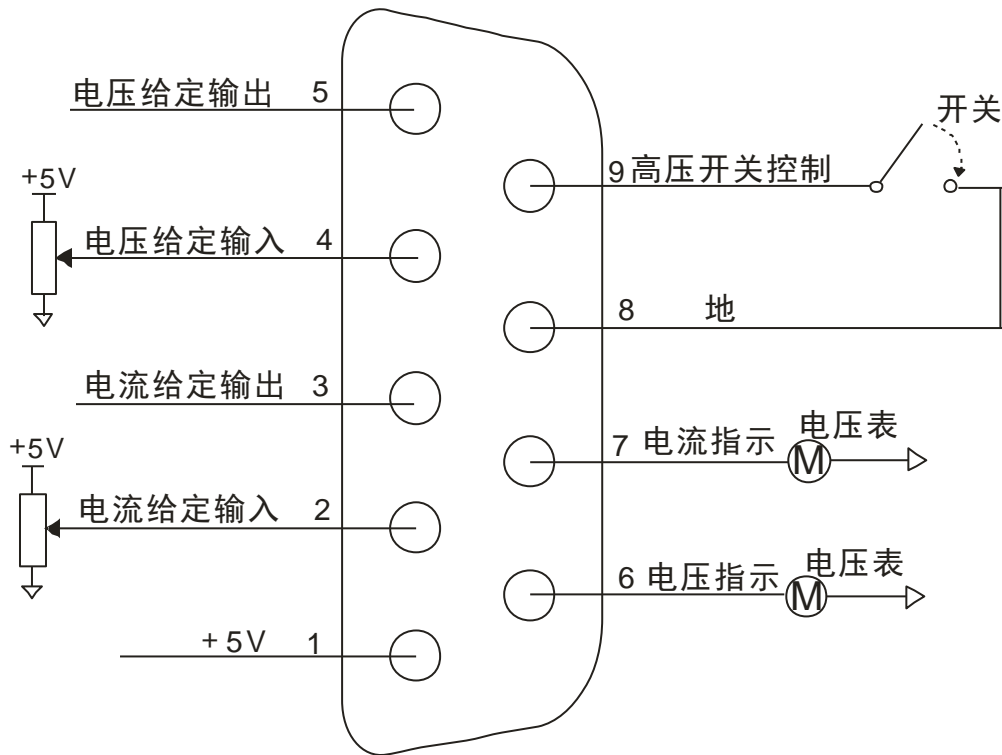 电压给定输出 5
开关
9 高压开关控制
+5V
电压给定输入 4
8 地
电流给定输出 3
电压表
7 电流指示 M
+5V
电流给定输入 2
电压表
6 电压指示 M
+5V 1